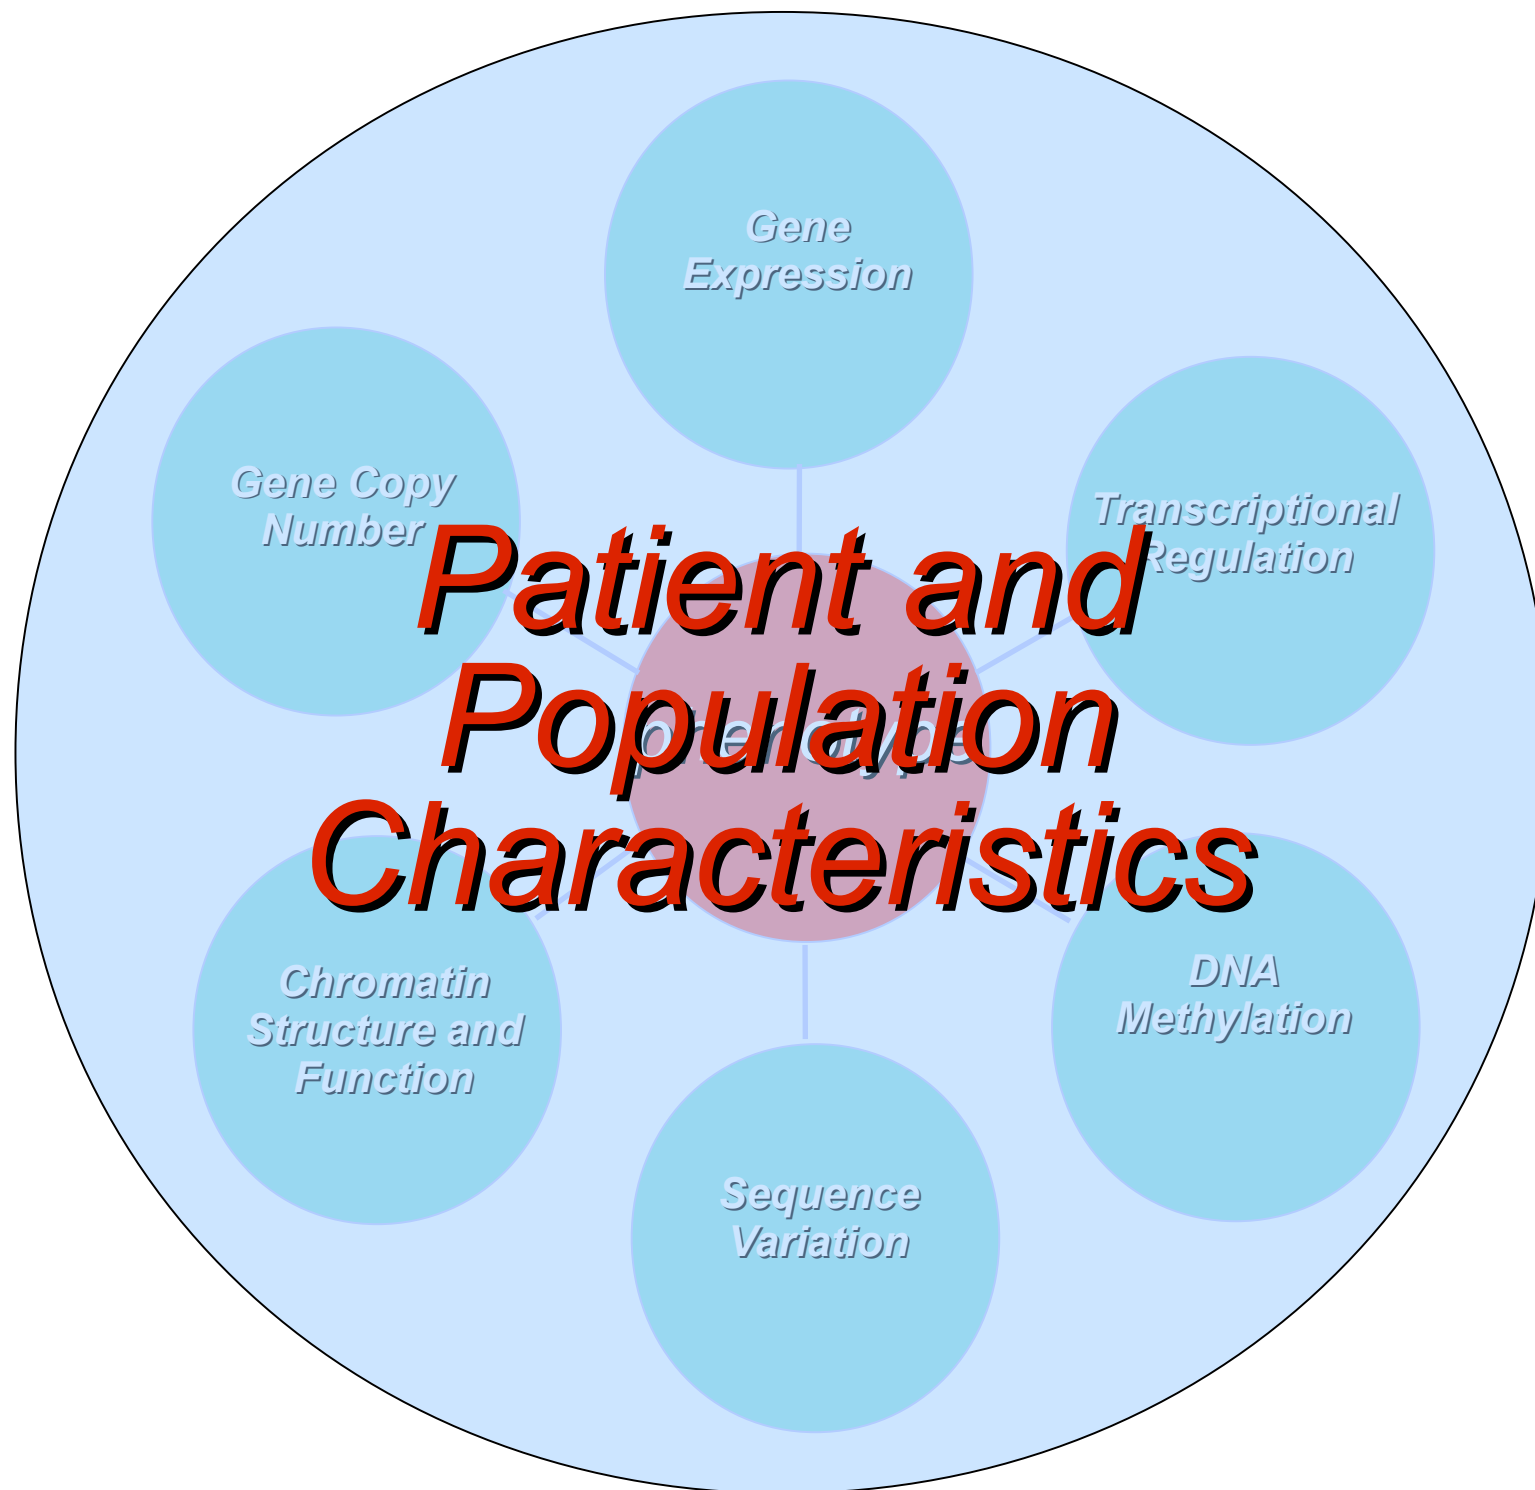 Gene
Expression
Gene Copy
Number
Transcriptional
Regulation
Patient and
Population
Characteristics
phenotype
Chromatin
Structure and
Function
DNA
Methylation
Sequence
Variation